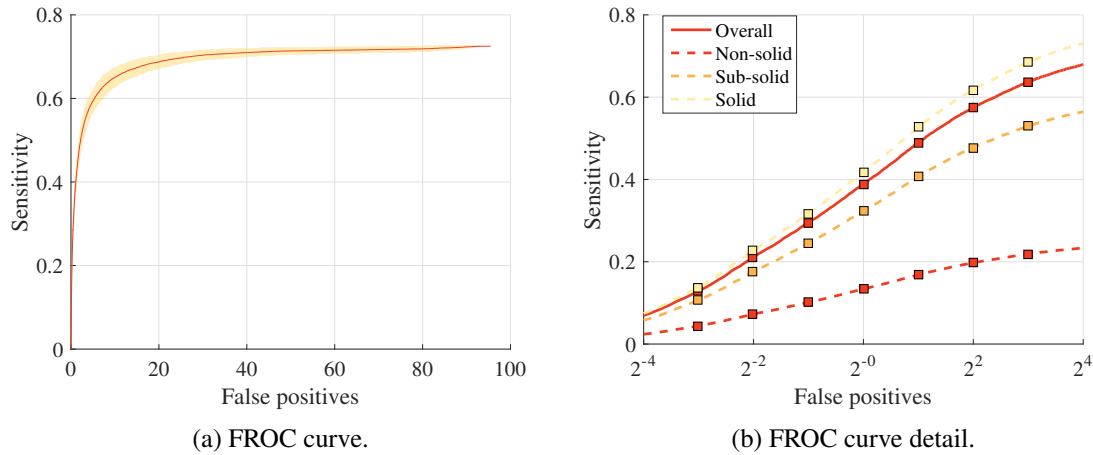 0.8
0.6
0.4
0.2
0
Sensitivity
0 20 40 60 80 100
False positives
(a) FROC curve.
0.8
0.6
0.4
0.2
0
Sensitivity
Overall
Non-solid
Sub-solid
Solid
2^-4 2^-2 2^-0 2^2 2^4
False positives
(b) FROC curve detail.